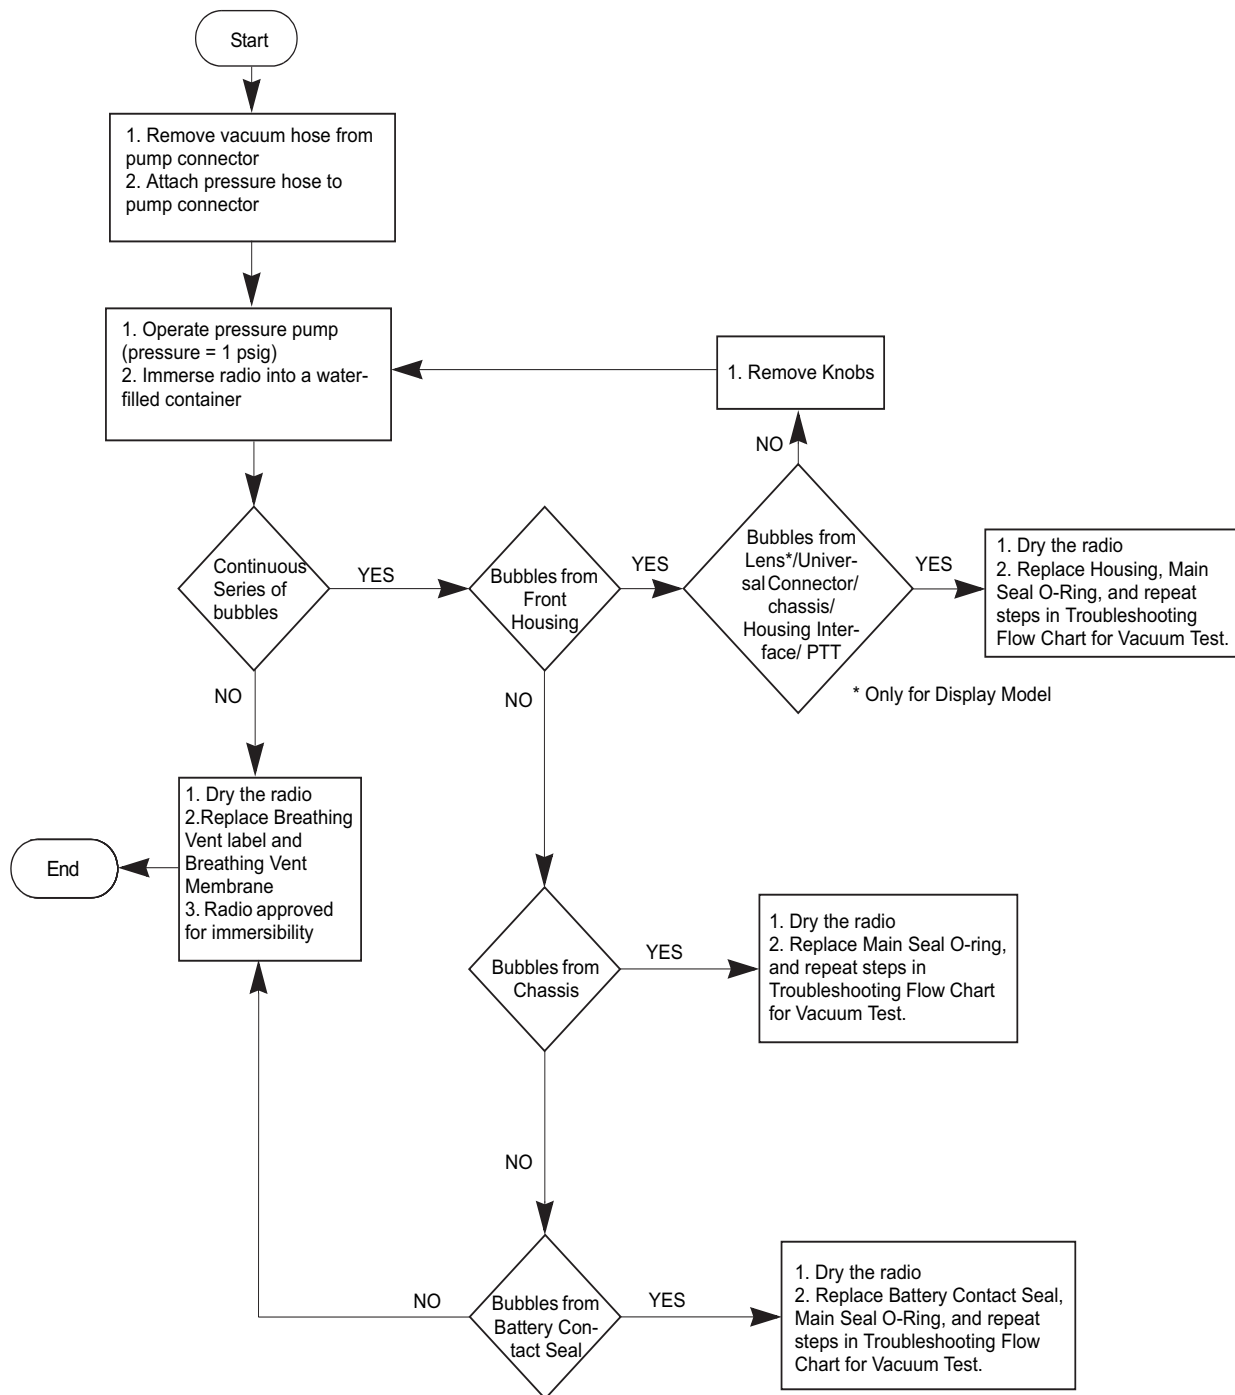 Start
1. Remove vacuum hose from
pump connector
2. Attach pressure hose to
pump connector
1. Operate pressure pump
(pressure = 1 psig)
2. Immerse radio into a water-
filled container
1. Remove Knobs
NO
Continuous
Series of
bubbles
YES
Bubbles from
Front
Housing
YES
Bubbles from
Lens*/Univer-
sal Connector/
chassis/
Housing Inter-
face/ PTT
YES
1. Dry the radio
2. Replace Housing, Main
Seal O-Ring, and repeat
steps in Troubleshooting
Flow Chart for Vacuum Test.
* Only for Display Model
NO
NO
1. Dry the radio
2.Replace Breathing
Vent label and
Breathing Vent
Membrane
3. Radio approved
for immersibility
End
Bubbles from
Chassis
YES
1. Dry the radio
2. Replace Main Seal O-ring,
and repeat steps in
Troubleshooting Flow Chart
for Vacuum Test.
NO
Bubbles from
Battery Con-
tact Seal
NO
YES
1. Dry the radio
2. Replace Battery Contact Seal,
Main Seal O-Ring, and repeat
steps in Troubleshooting Flow
Chart for Vacuum Test.